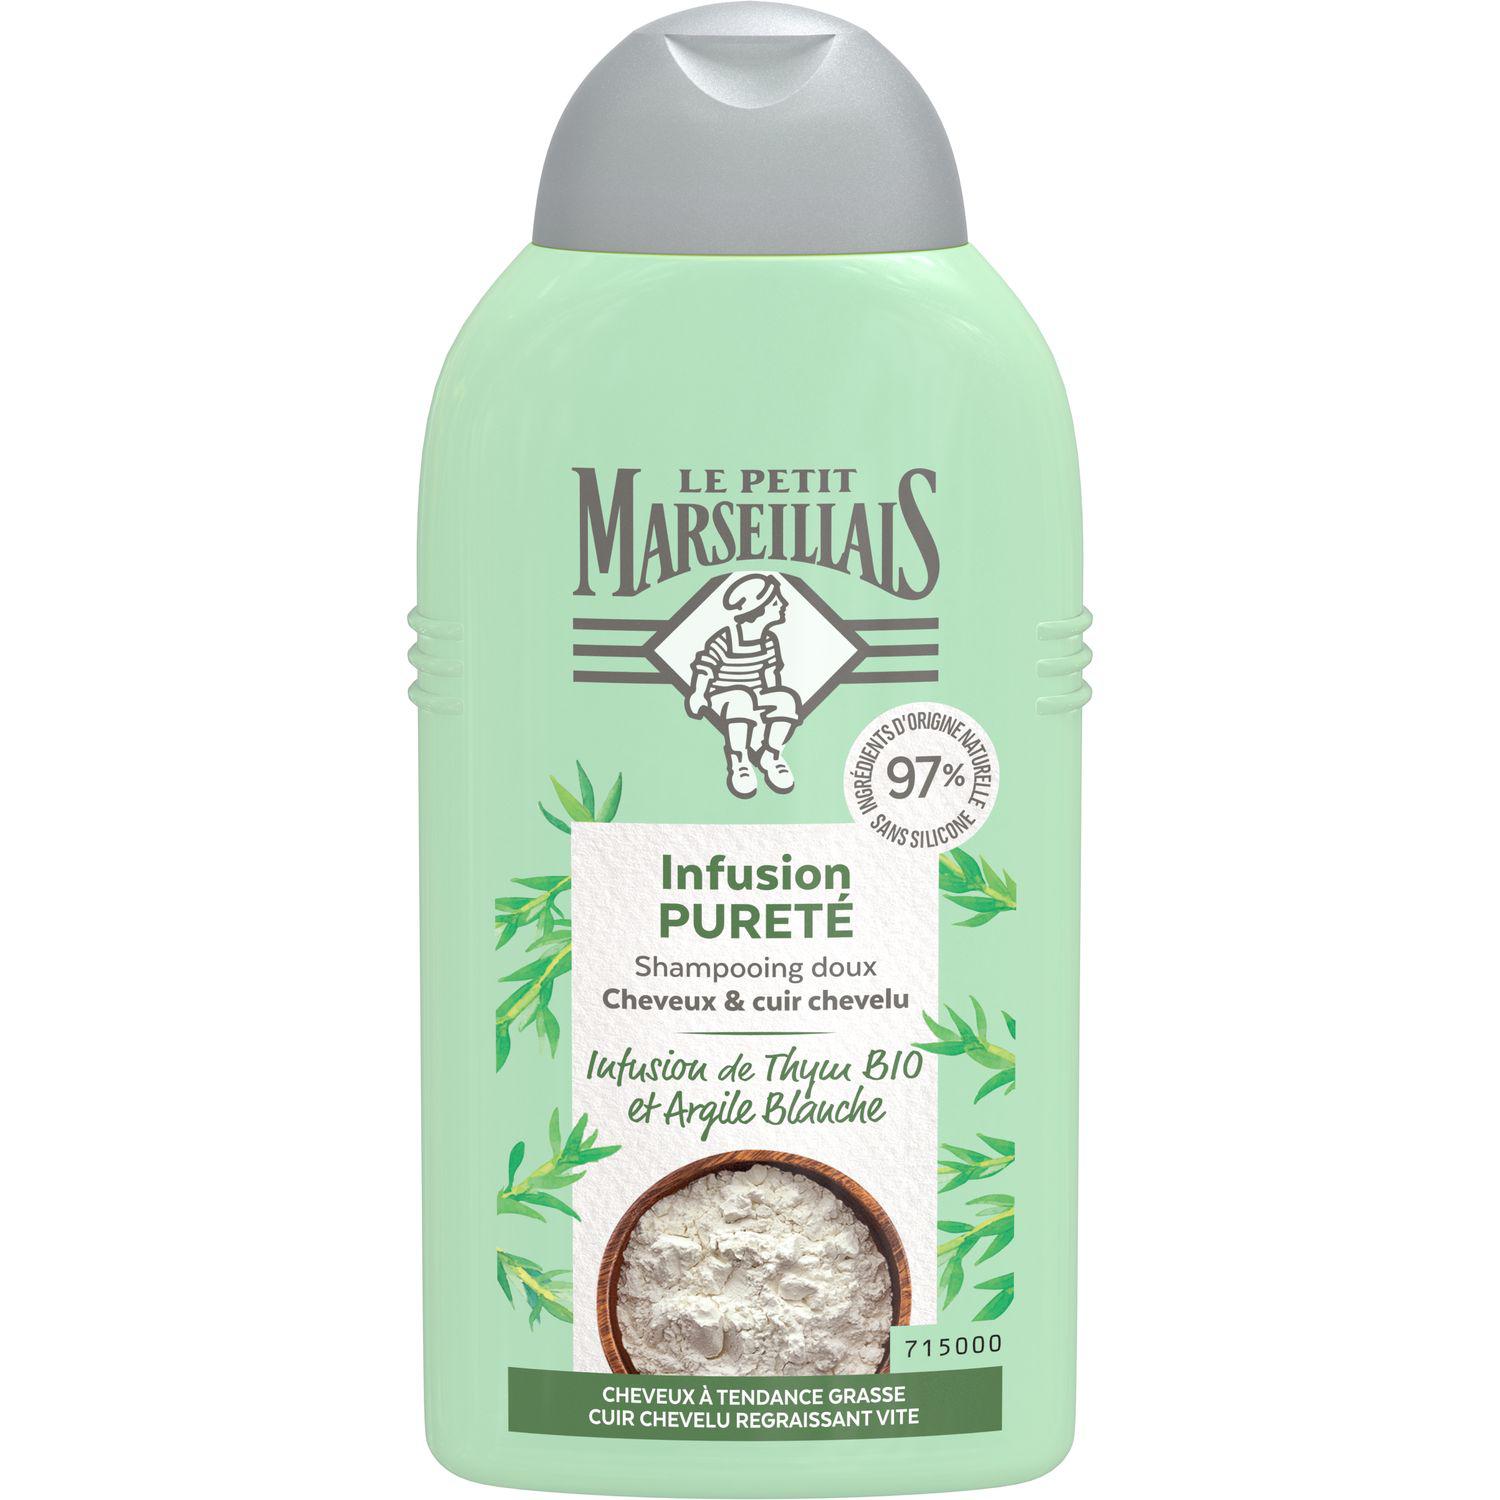 LE PETIT
MARSEILLAIS
INGRÉDIENTS D'ORIGINE NATURELLE
97%
SANS SILICONE
Infusion
PURETÉ
Shampooing doux
Cheveux & cuir chevelu
Infusion de Thym BIO
et Argile Blanche
715000
CHEVEUX À TENDANCE GRASSE
CUIR CHEVELU REGRAISSANT VITE